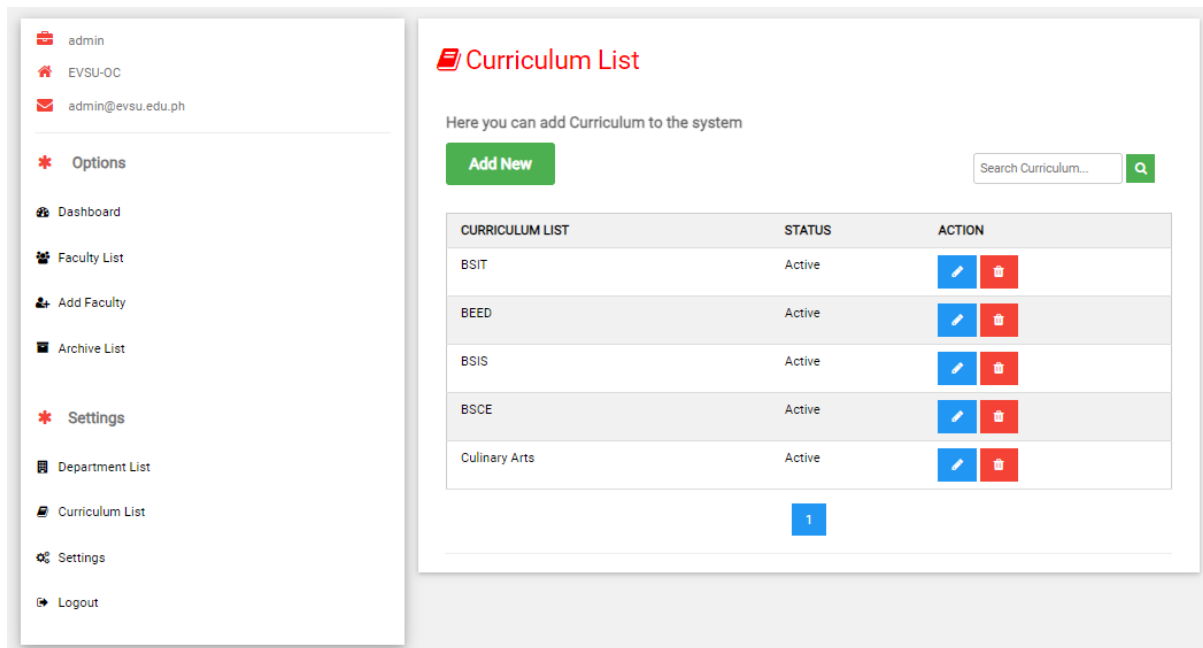 admin
EVSU-OC
admin@evsu.edu.ph
Options
Dashboard
Faculty List
Add Faculty
Archive List
Settings
Department List
Curriculum List
Settings
Logout
Curriculum List
Here you can add Curriculum to the system
Add New
Search Curriculum...
CURRICULUM LIST STATUS ACTION
BSIT Active
BEED Active
BSIS Active
BSCE Active
Culinary Arts Active
1